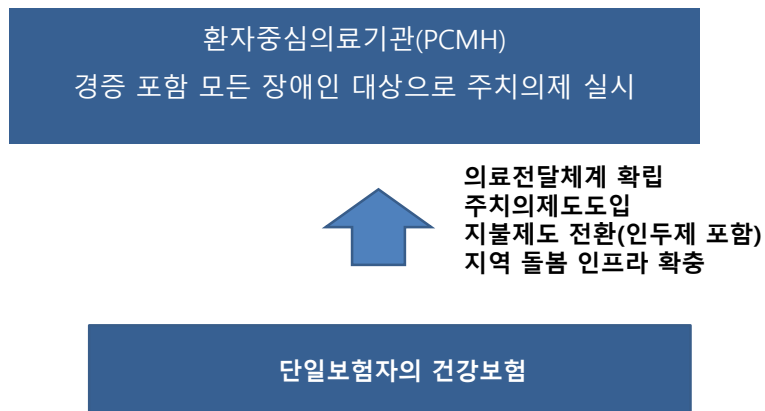 환자중심의료기관(PCMH)
경증 포함 모든 장애인 대상으로 주치의제 실시
의료전달체계 확립
주치의제도도입
지불제도 전환(인두제 포함)
지역 돌봄 인프라 확충
단일보험자의 건강보험